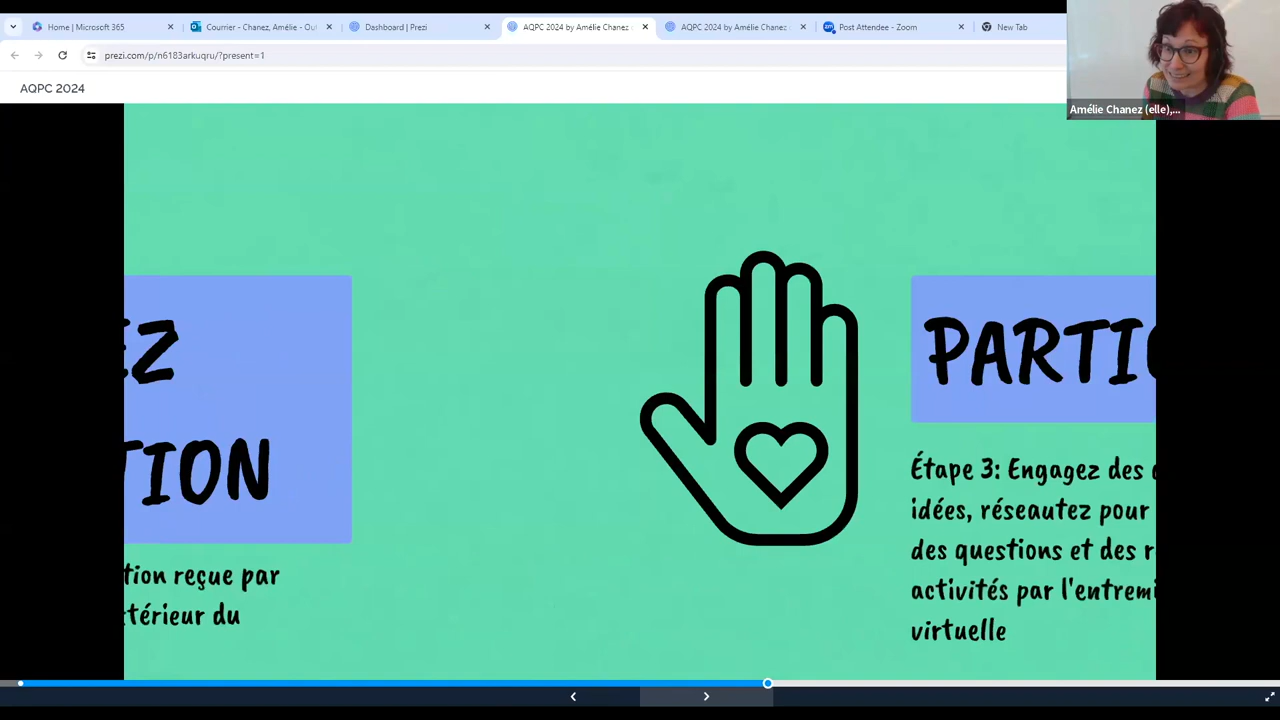 Home | Microsoft 365
Courrier - Chanez, Amélie - Out
Dashboard | Prezi
AQPC 2024 by Amélie Chanez
AQPC 2024 by Amélie Chanez
Post Attendee - Zoom
New Tab
prezi.com/p/n6183arkuqru/?present=1
Amélie Chanez (elle),...
AQPC 2024
EZ
TION
tion reçue par
térieur du
PARTIC
Étape 3: Engagez des
idées, réseautez pour
des questions et des r
activités par l'entremi
virtuelle